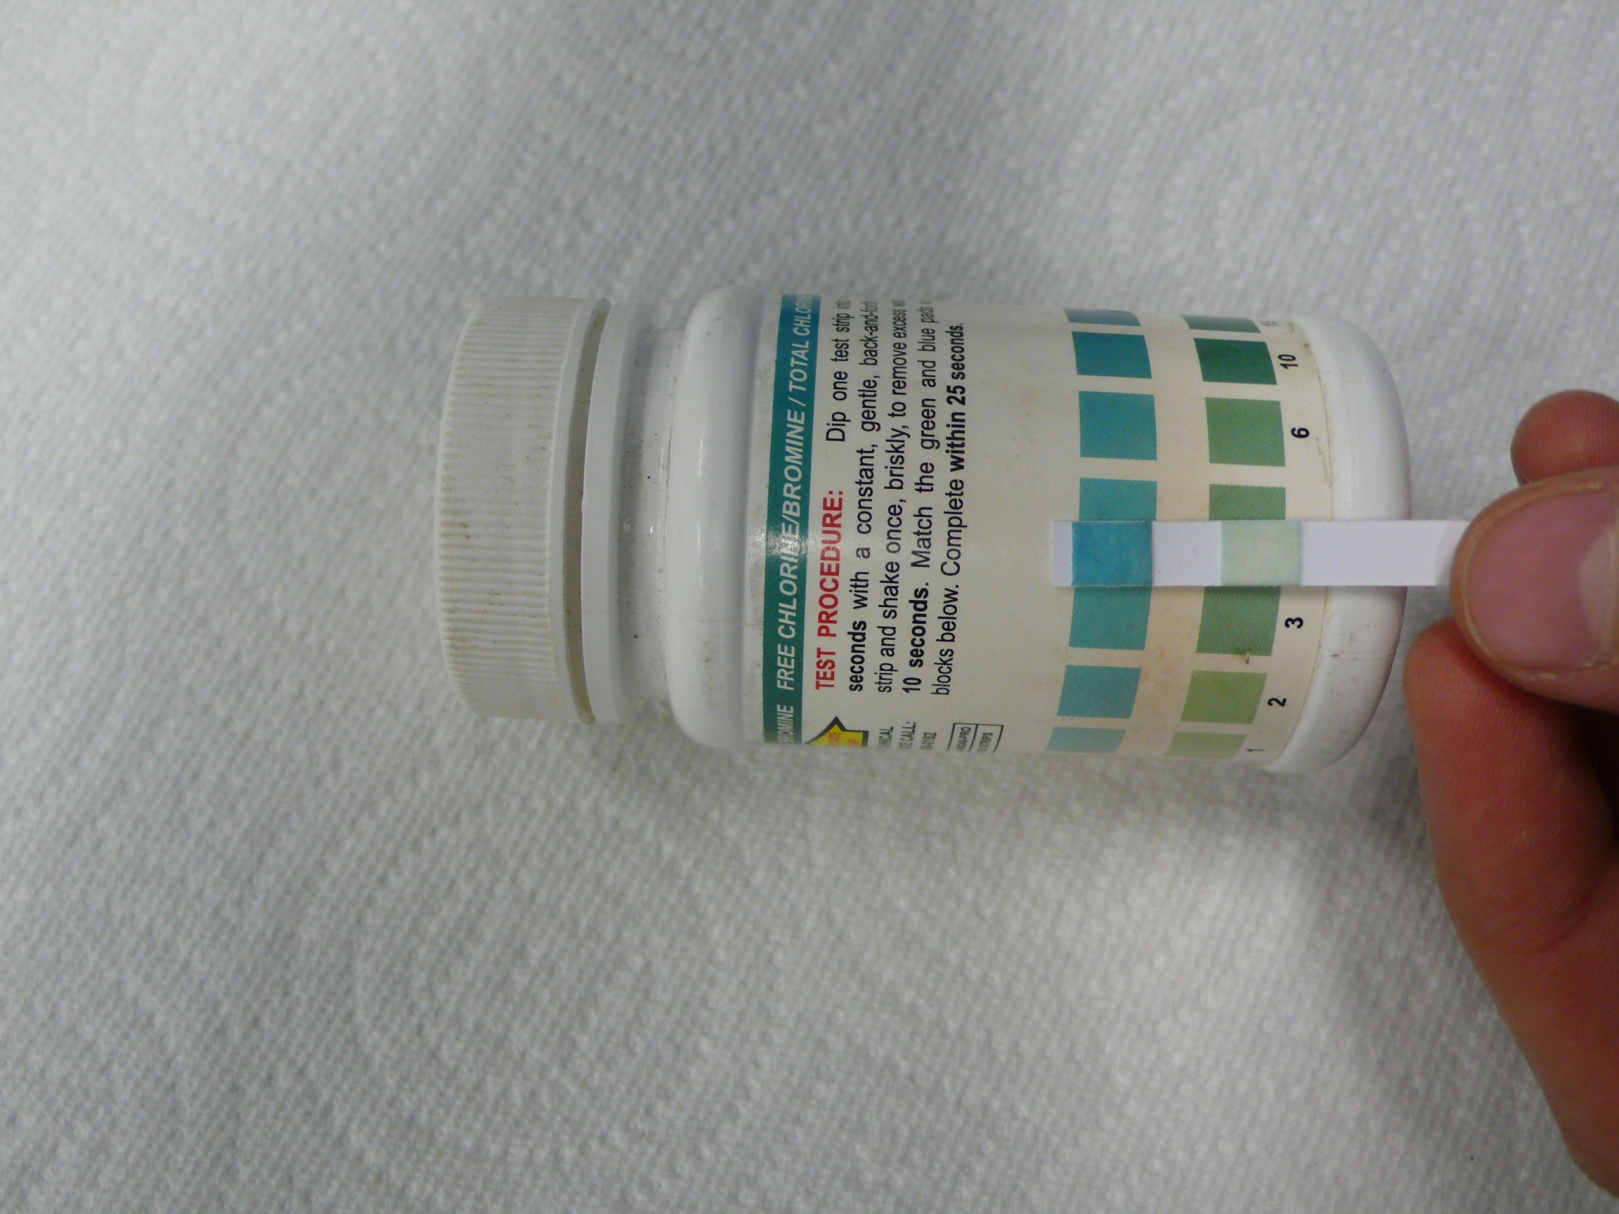 FREE CHLORINE/BROMINE / TOTAL
TEST PROCEDURE: Dip one test strip
seconds with a constant, gentle, back-and-forth
strip and shake once, briskly, to remove excess
10 seconds. Match the green and blue pads
blocks below. Complete within 25 seconds.
10
6
3
2
1